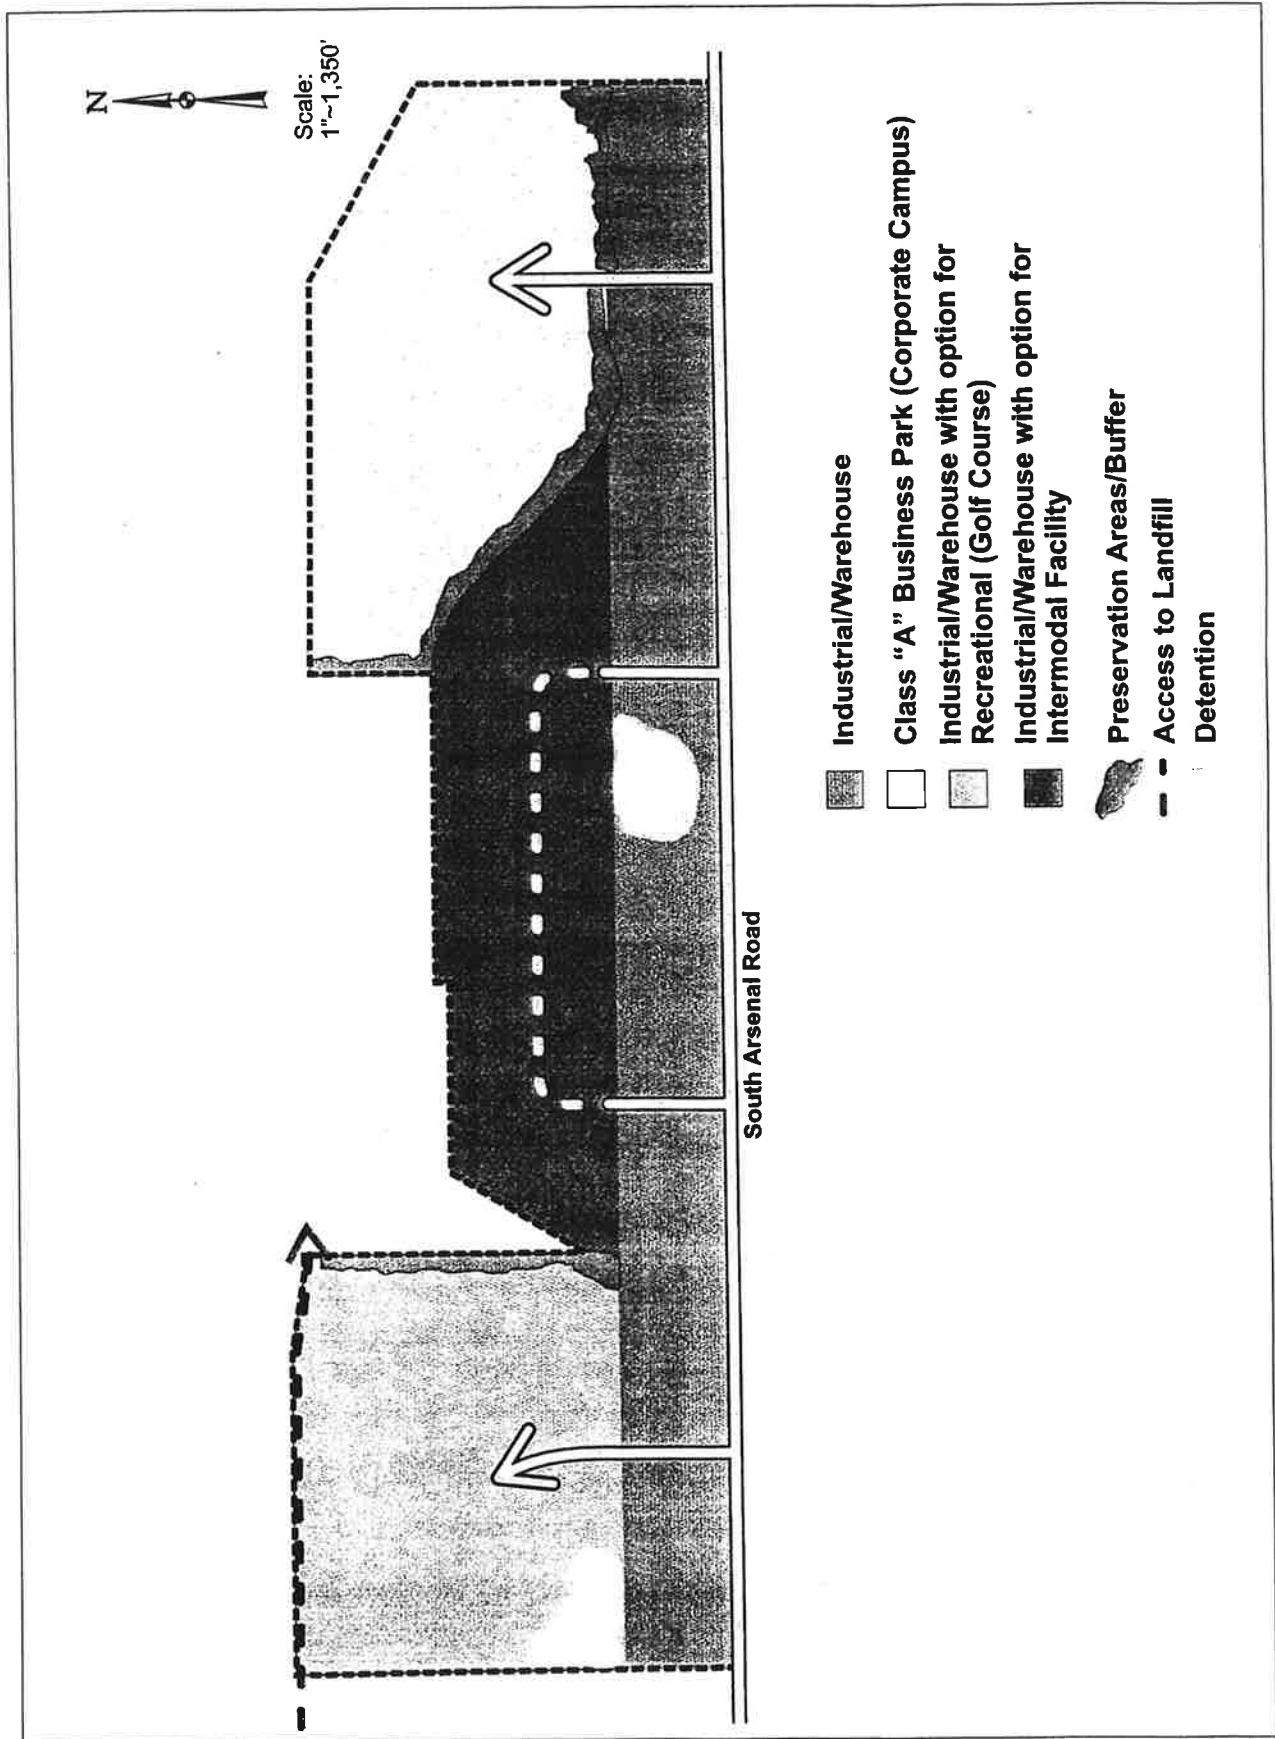 N
Scale:
1"~1,350'
South Arsenal Road
Industrial/Warehouse
Class "A" Business Park (Corporate Campus)
Industrial/Warehouse with option for
Recreational (Golf Course)
Industrial/Warehouse with option for
Intermodal Facility
Preservation Areas/Buffer
Access to Landfill
Detention